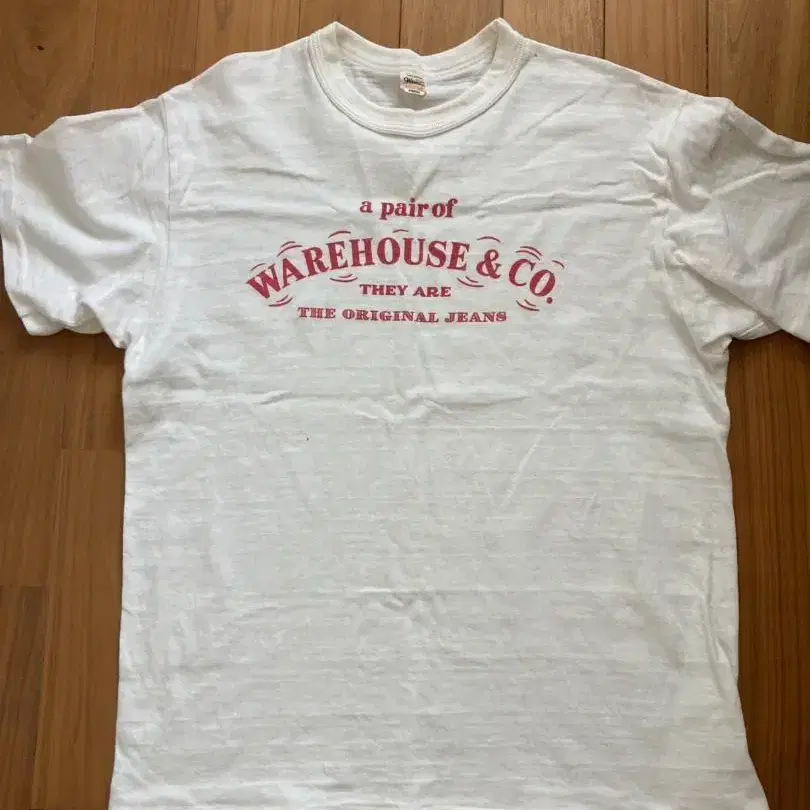 a pair of
WAREHOUSE & CO.
THEY ARE
THE ORIGINAL JEANS